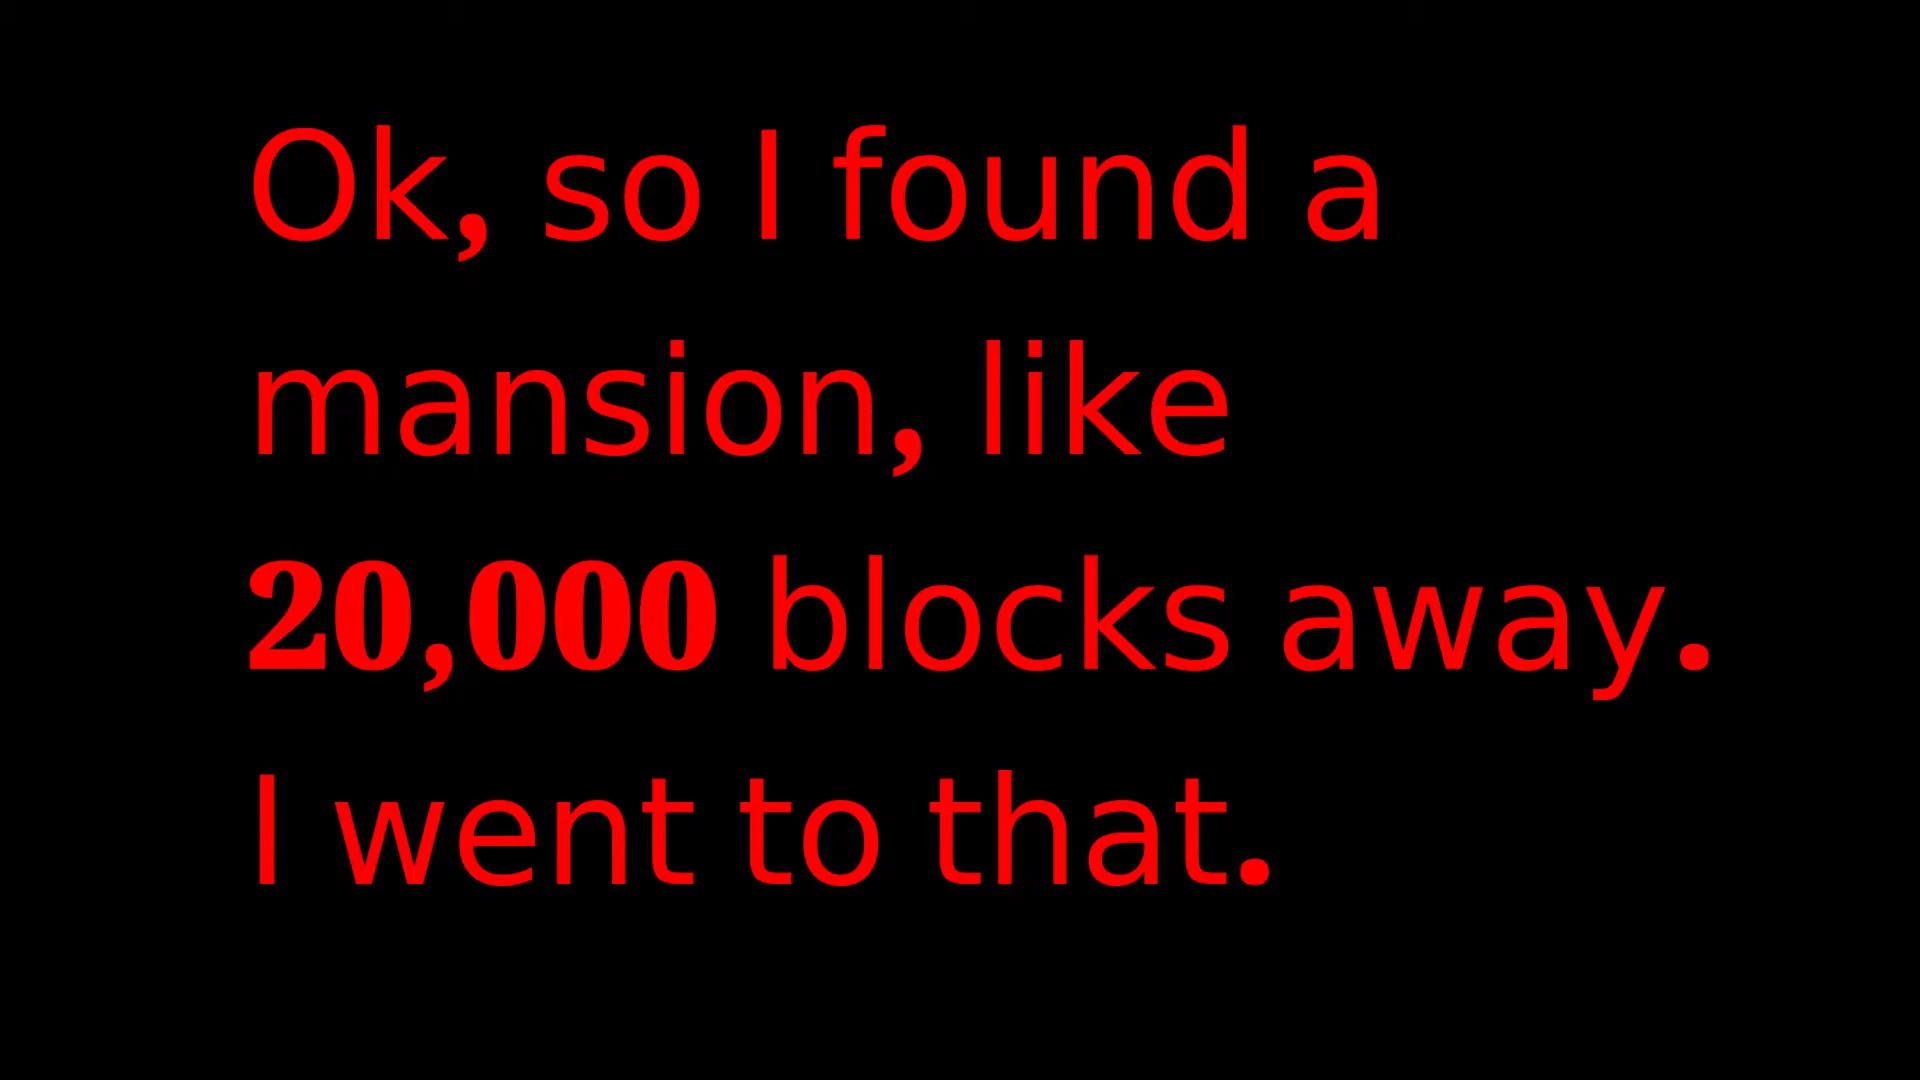 Ok, so I found a
mansion, like
20,000 blocks away.
I went to that.